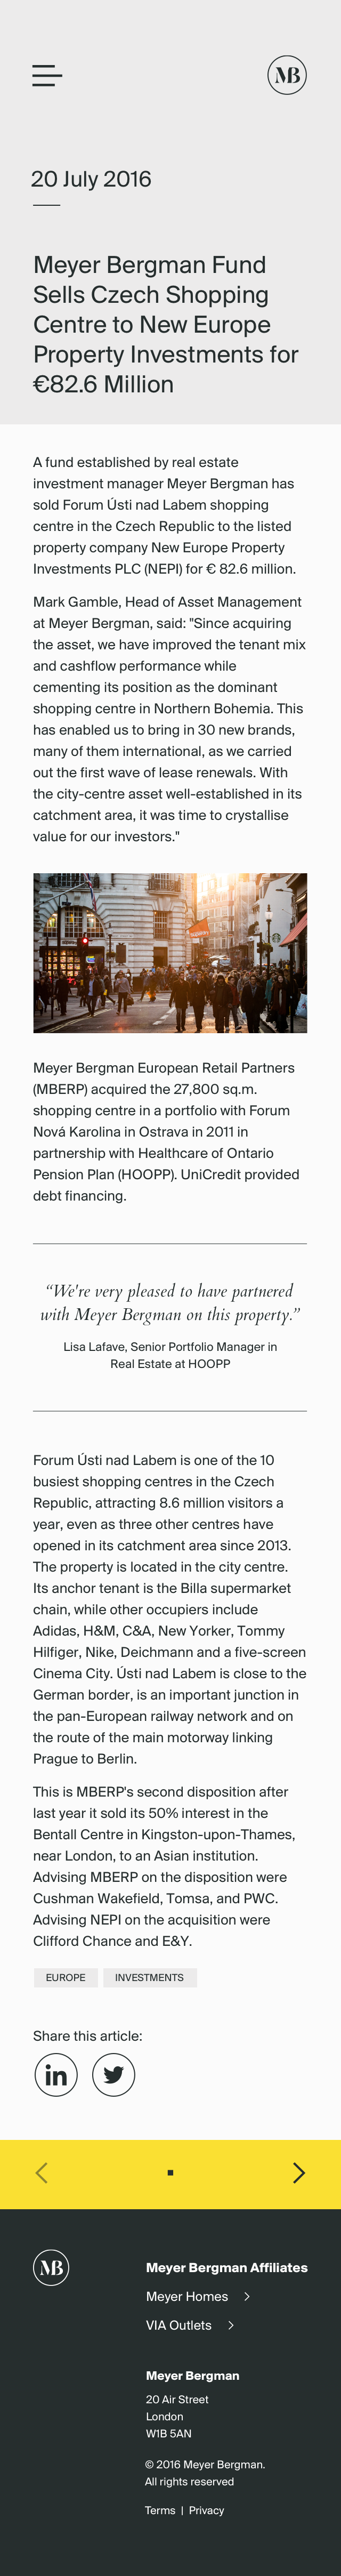 MB
20 July 2016
Meyer Bergman Fund
Sells Czech Shopping
Centre to New Europe
Property Investments for
€82.6 Million
A fund established by real estate
investment manager Meyer Bergman has
sold Forum Ústi nad Labem shopping
centre in the Czech Republic to the listed
property company New Europe Property
Investments PLC (NEPI) for € 82.6 million.
Mark Gamble, Head of Asset Management
at Meyer Bergman, said: "Since acquiring
the asset, we have improved the tenant mix
and cashflow performance while
cementing its position as the dominant
shopping centre in Northern Bohemia. This
has enabled us to bring in 30 new brands,
many of them international, as we carried
out the first wave of lease renewals. With
the city-centre asset well-established in its
catchment area, it was time to crystallise
value for our investors."
Meyer Bergman European Retail Partners
(MBERP) acquired the 27,800 sq.m.
shopping centre in a portfolio with Forum
Nová Karolina in Ostrava in 2011 in
partnership with Healthcare of Ontario
Pension Plan (HOOPP). UniCredit provided
debt financing.
“We're very pleased to have partnered
with Meyer Bergman on this property.”
Lisa Lafave, Senior Portfolio Manager in
Real Estate at HOOPP
Forum Ústi nad Labem is one of the 10
busiest shopping centres in the Czech
Republic, attracting 8.6 million visitors a
year, even as three other centres have
opened in its catchment area since 2013.
The property is located in the city centre.
Its anchor tenant is the Billa supermarket
chain, while other occupiers include
Adidas, H&M, C&A, New Yorker, Tommy
Hilfiger, Nike, Deichmann and a five-screen
Cinema City. Ústi nad Labem is close to the
German border, is an important junction in
the pan-European railway network and on
the route of the main motorway linking
Prague to Berlin.
This is MBERP's second disposition after
last year it sold its 50% interest in the
Bentall Centre in Kingston-upon-Thames,
near London, to an Asian institution.
Advising MBERP on the disposition were
Cushman Wakefield, Tomsa, and PWC.
Advising NEPI on the acquisition were
Clifford Chance and E&Y.
EUROPE INVESTMENTS
Share this article:
in
MB
Meyer Bergman Affiliates
Meyer Homes
VIA Outlets
Meyer Bergman
20 Air Street
London
W1B 5AN
© 2016 Meyer Bergman.
All rights reserved
Terms | Privacy